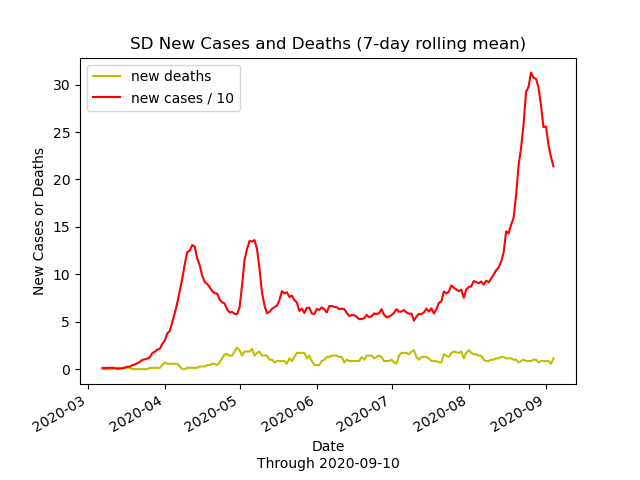 SD New Cases and Deaths (7-day rolling mean)
new deaths
new cases / 10
New Cases or Deaths
30
25
20
15
10
5
0
2020-03
2020-04
2020-05
2020-06
2020-07
2020-08
2020-09
Date
Through 2020-09-10